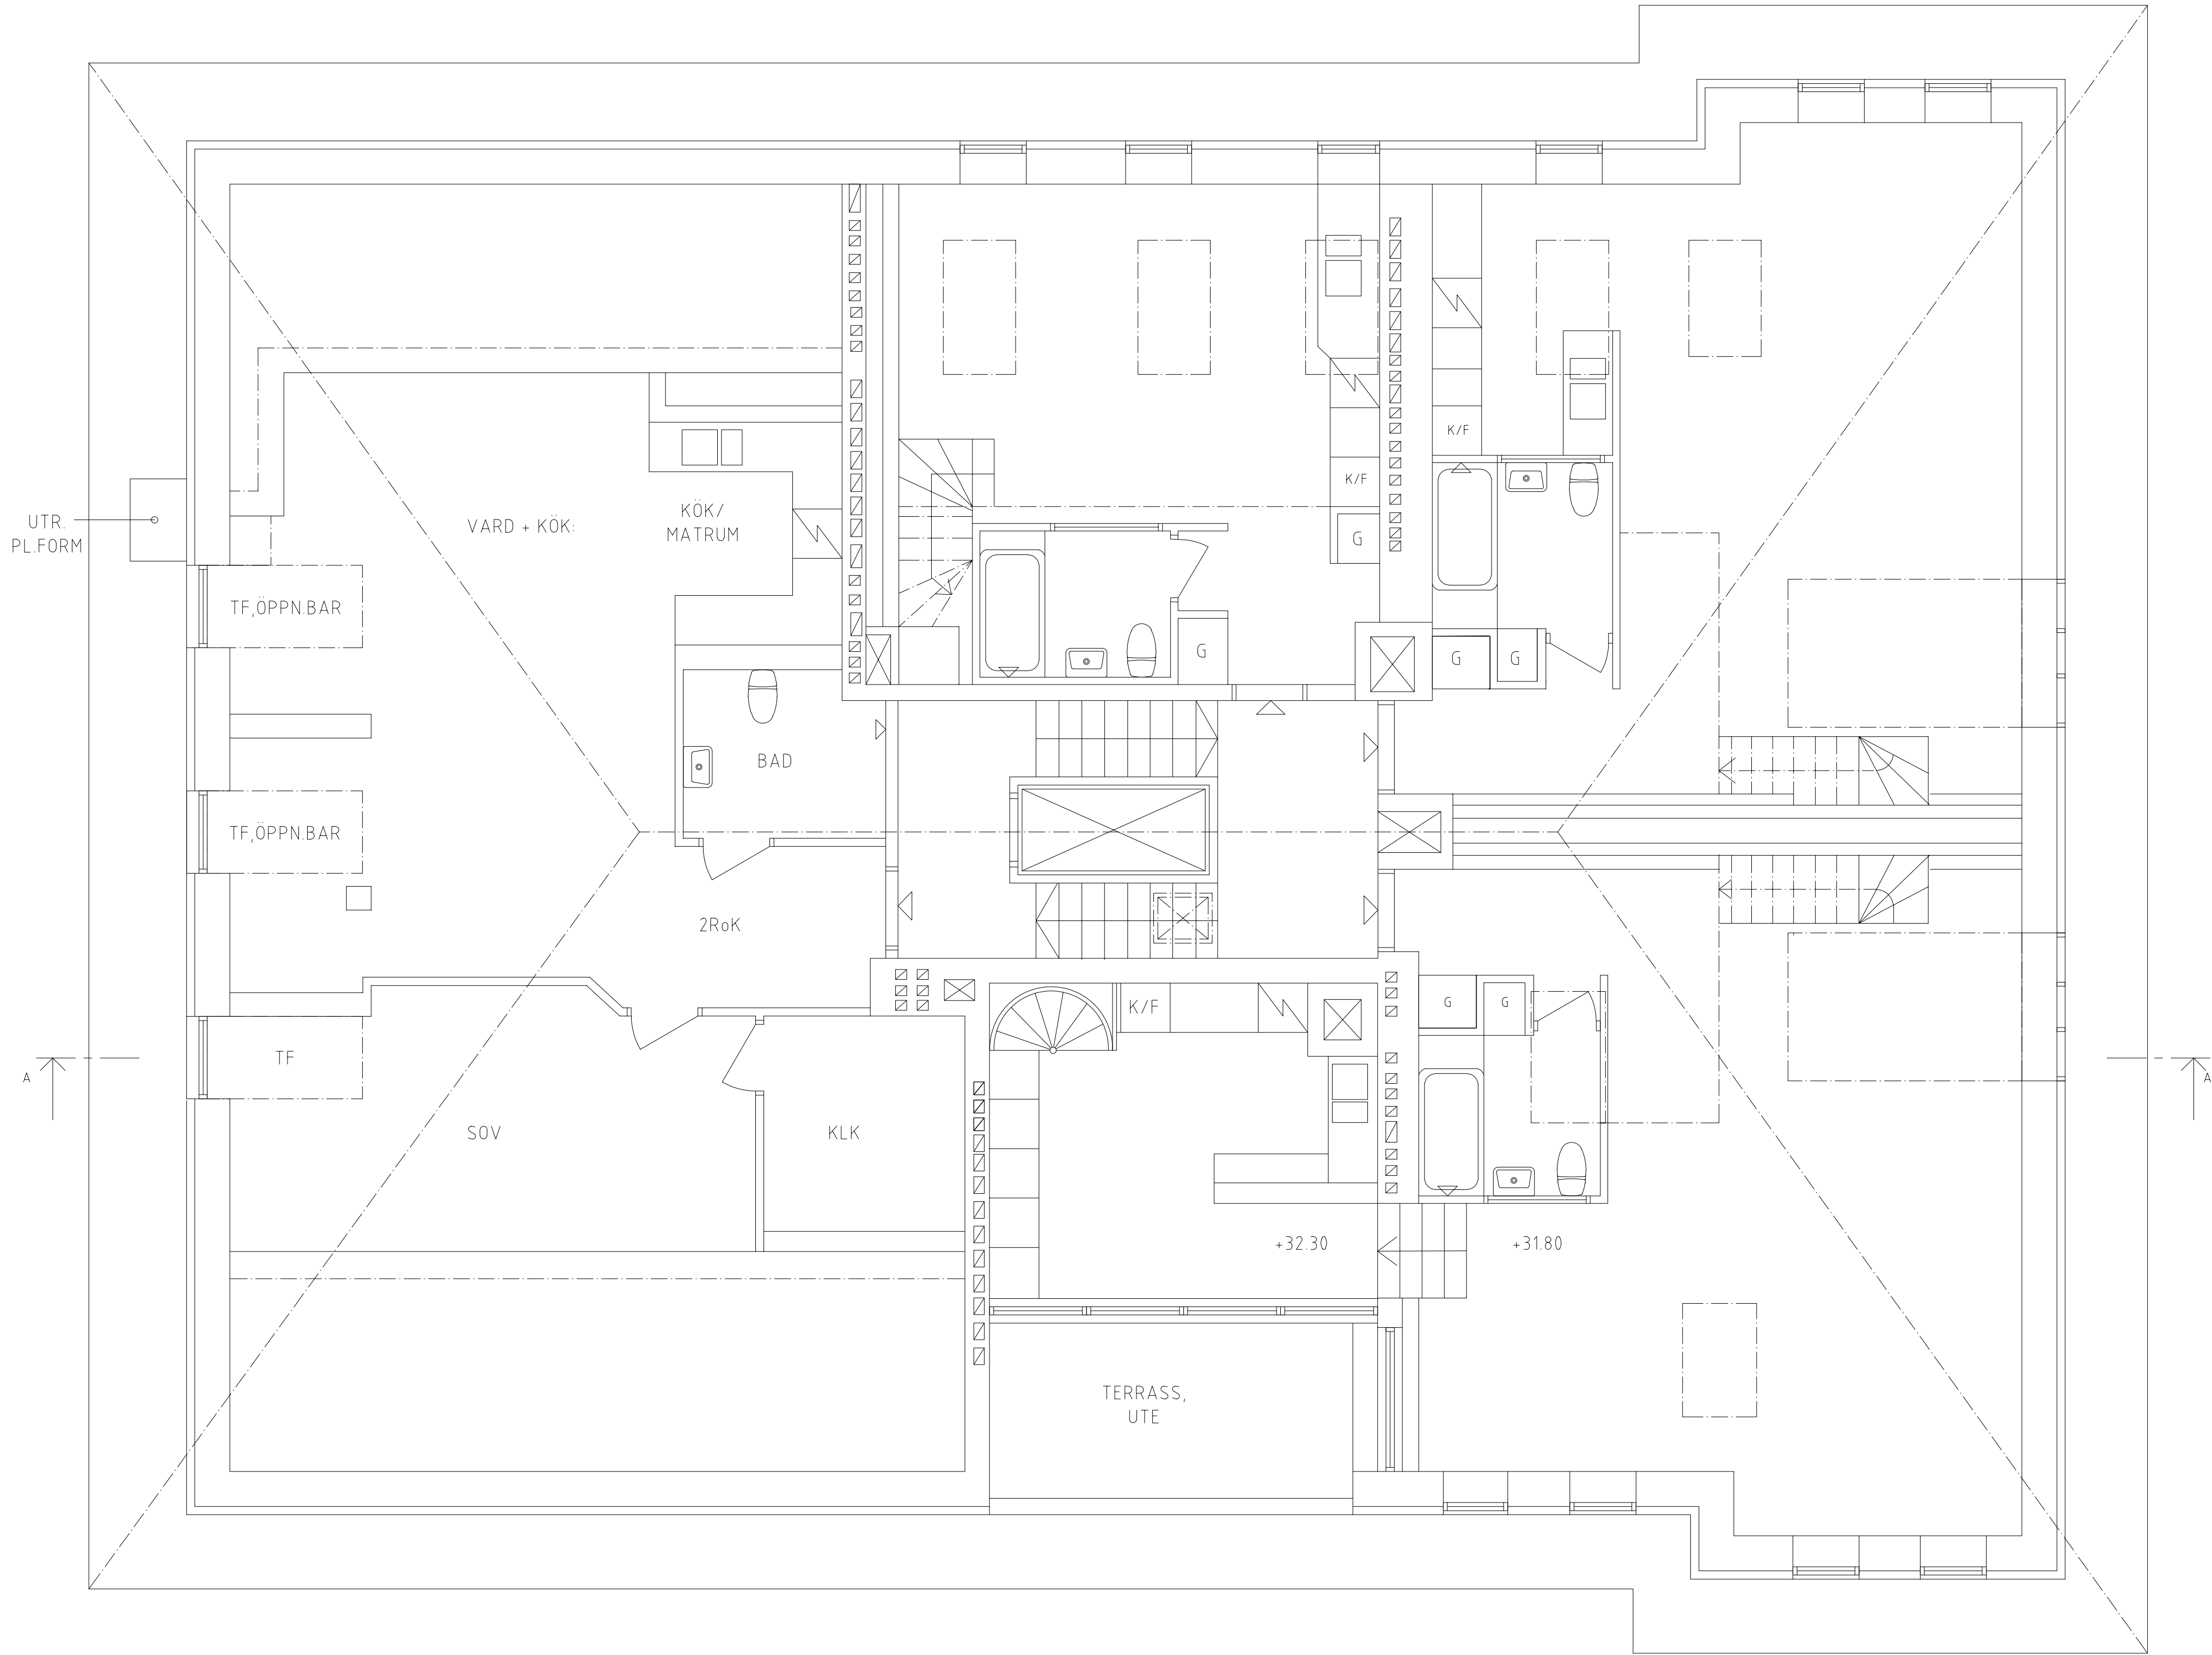 K/F
K/F
UTR.
PL.FORM
VARD + KÖK:
KÖK/
MATRUM
G
TF,ÖPPN.BAR
G
G
G
BAD
TF,ÖPPN.BAR
2RoK
K/F
G
G
TF
A
A
SOV
KLK
+32.30
+31.80
TERRASS,
UTE